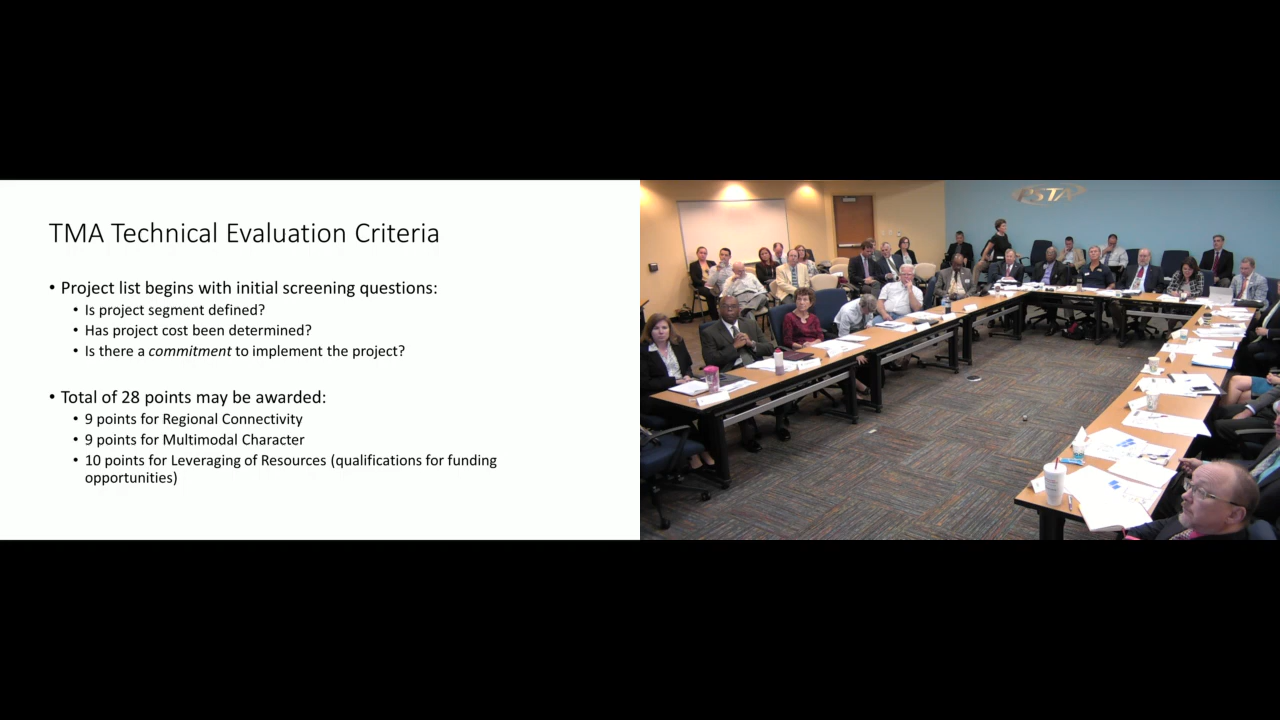 TMA Technical Evaluation Criteria
• Project list begins with initial screening questions:
• Is project segment defined?
• Has project cost been determined?
• Is there a commitment to implement the project?
• Total of 28 points may be awarded:
• 9 points for Regional Connectivity
• 9 points for Multimodal Character
• 10 points for Leveraging of Resources (qualifications for funding
opportunities)
PSTA